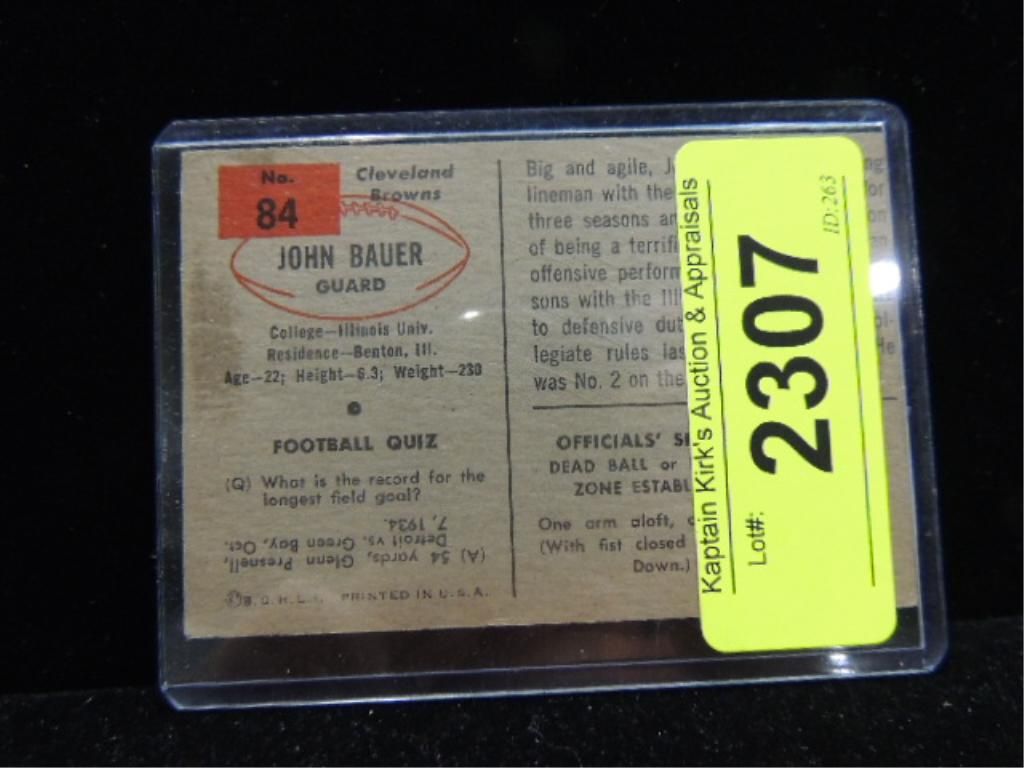 No.
84
Cleveland
Browns
JOHN BAUER
GUARD
College—Illinois Univ.
Residence—Benton, Ill.
Age—22; Height—6.3; Weight—230
FOOTBALL QUIZ
(Q) What is the record for the
longest field goal?
(A) 54 yards, Glenn Presnell,
Detroit vs. Green Bay, Oct.
7, 1934.
PRINTED IN U.S.A.
Big and agile, J
lineman with the
three seasons an
of being a terrifi
offensive perform
sons with the Ill
to defensive dut
legiate rules las
was No. 2 on the
OFFICIALS' SI
DEAD BALL or
ZONE ESTABL
One arm aloft,
(With fist closed
Down.)
Kaptain Kirk's Auction & Appraisals
Lot#:
2307
ID:263